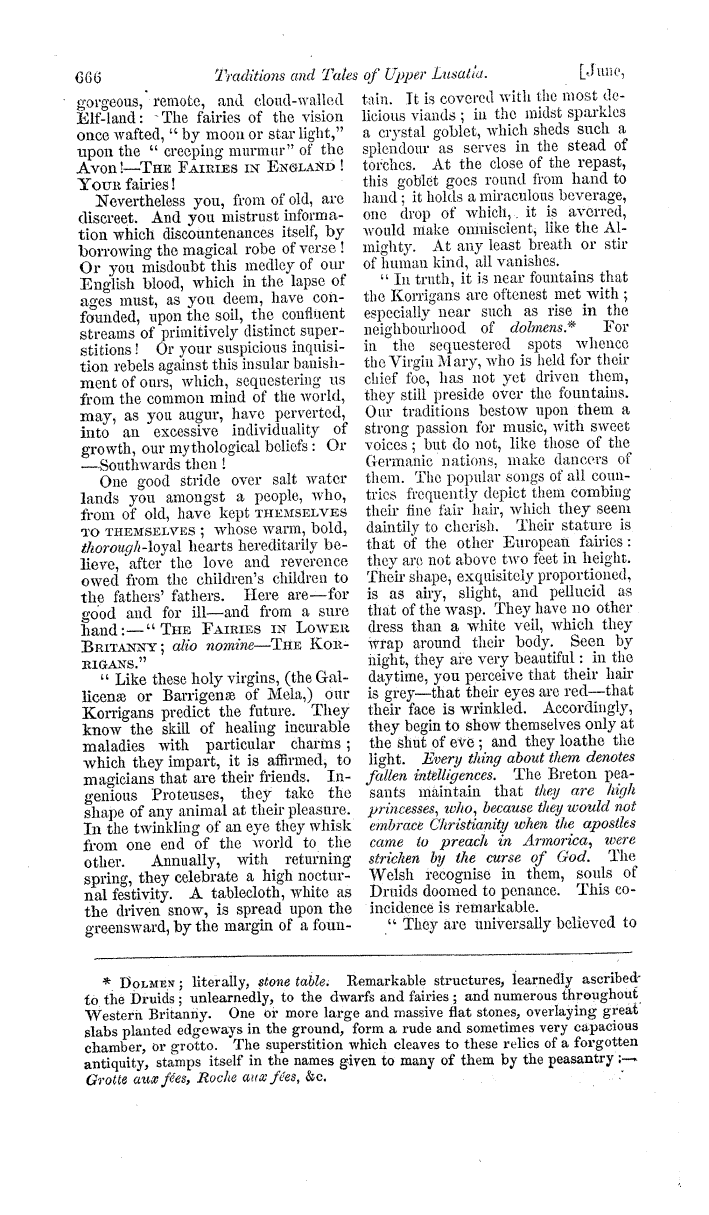 666
Traditions and Tales of Upper Lusatia.
[June,
gorgeous, remote, and cloud-walled
Elf-land: The fairies of the vision
once wafted, “ by moon or star light,”
upon the “ creeping murmur” of the
Avon!—THE FAIRIES IN ENGLAND!
YOUR fairies!
Nevertheless you, from of old, are
discreet. And you mistrust informa-
tion which discountenances itself, by
borrowing the magical robe of verse!
Or you misdoubt this medley of our
English blood, which in the lapse of
ages must, as you deem, have con-
founded, upon the soil, the confluent
streams of primitively distinct super-
stitions! Or your suspicious inquisi-
tion rebels against this insular banish-
ment of ours, which, sequestering us
from the common mind of the world,
may, as you augur, have perverted,
into an excessive individuality of
growth, our mythological beliefs: Or
—Southwards then!
One good stride over salt water
lands you amongst a people, who,
from of old, have kept THEMSELVES
TO THEMSELVES; whose warm, bold,
thorough-loyal hearts hereditarily be-
lieve, after the love and reverence
owed from the children’s children to
the fathers’ fathers. Here are—for
good and for ill—and from a sure
hand:—“ THE FAIRIES IN LOWER
BRITANNY; alio nomine—THE KOR-
RIGANS.”
“ Like these holy virgins, (the Gal-
licenæ or Barrigenæ of Mela,) our
Korrigans predict the future. They
know the skill of healing incurable
maladies with particular charms;
which they impart, it is affirmed, to
magicians that are their friends. In-
genious Proteuses, they take the
shape of any animal at their pleasure.
In the twinkling of an eye they whisk
from one end of the world to the
other. Annually, with returning
spring, they celebrate a high noctur-
nal festivity. A tablecloth, white as
the driven snow, is spread upon the
greensward, by the margin of a foun-
tain. It is covered with the most de-
licious viands; in the midst sparkles
a crystal goblet, which sheds such a
splendour as serves in the stead of
torches. At the close of the repast,
this goblet goes round from hand to
hand; it holds a miraculous beverage,
one drop of which, it is averred,
would make omniscient, like the Al-
mighty. At any least breath or stir
of human kind, all vanishes.
“ In truth, it is near fountains that
the Korrigans are oftenest met with;
especially near such as rise in the
neighbourhood of dolmens.* For
in the sequestered spots whence
the Virgin Mary, who is held for their
chief foe, has not yet driven them,
they still preside over the fountains.
Our traditions bestow upon them a
strong passion for music, with sweet
voices; but do not, like those of the
Germanic nations, make dancers of
them. The popular songs of all coun-
tries frequently depict them combing
their fine fair hair, which they seem
daintily to cherish. Their stature is
that of the other European fairies:
they are not above two feet in height.
Their shape, exquisitely proportioned,
is as airy, slight, and pellucid as
that of the wasp. They have no other
dress than a white veil, which they
wrap around their body. Seen by
night, they are very beautiful: in the
daytime, you perceive that their hair
is grey—that their eyes are red—that
their face is wrinkled. Accordingly,
they begin to show themselves only at
the shut of eve; and they loathe the
light. Every thing about them denotes
fallen intelligences. The Breton pea-
sants maintain that they are high
princesses, who, because they would not
embrace Christianity when the apostles
came to preach in Armorica, were
stricken by the curse of God. The
Welsh recognise in them, souls of
Druids doomed to penance. This co-
incidence is remarkable.
“ They are universally believed to
* DOLMEN; literally, stone table. Remarkable structures, learnedly ascribed
to the Druids; unlearnedly, to the dwarfs and fairies; and numerous throughout
Western Britanny. One or more large and massive flat stones, overlaying great
slabs planted edgeways in the ground, form a rude and sometimes very capacious
chamber, or grotto. The superstition which cleaves to these relics of a forgotten
antiquity, stamps itself in the names given to many of them by the peasantry:—
Grotte aux fées, Roche aux fées, &c.